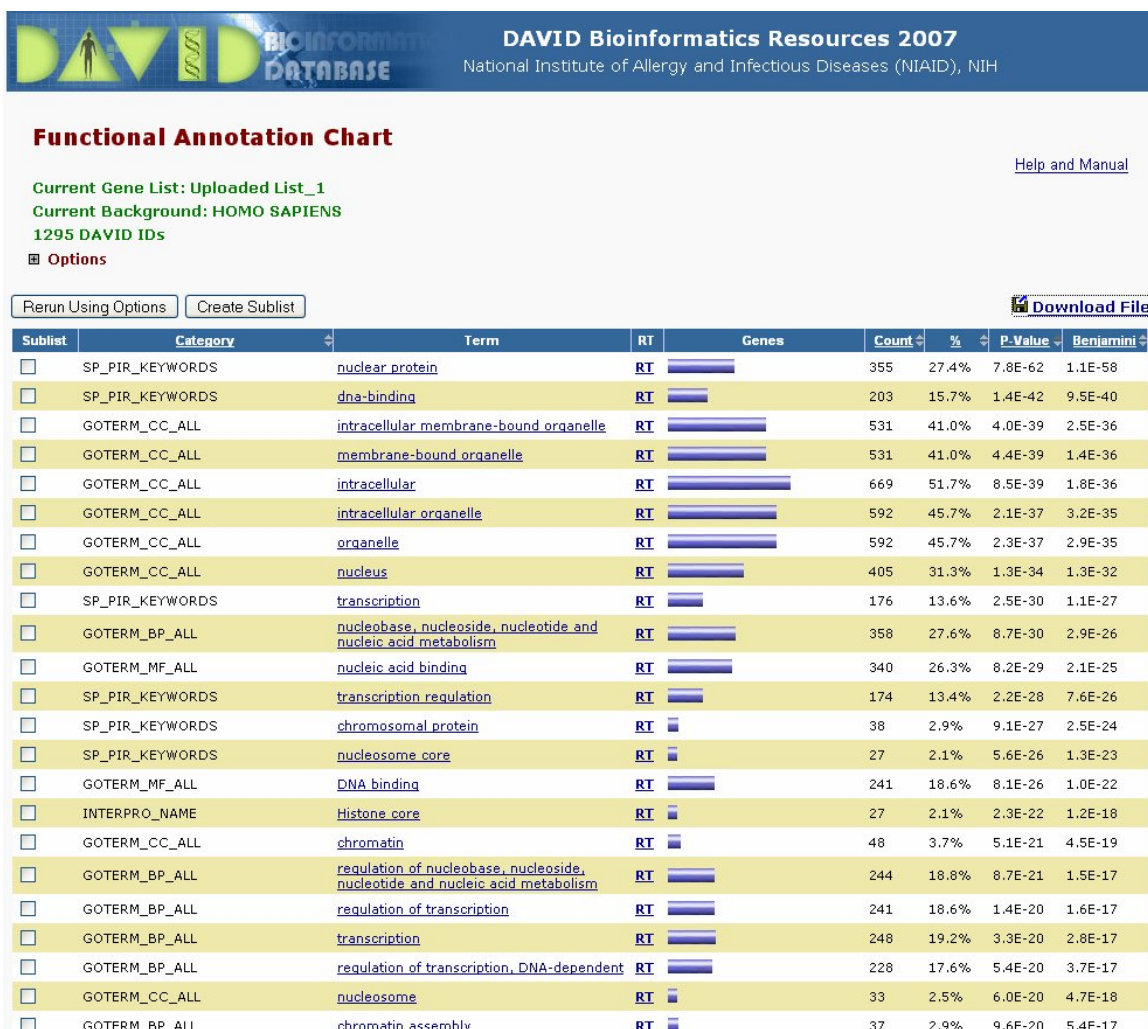 DAVID BIOINFORMATICS DATABASE
DAVID Bioinformatics Resources 2007
National Institute of Allergy and Infectious Diseases (NIAID), NIH
Functional Annotation Chart
Help and Manual
Current Gene List: Uploaded List_1
Current Background: HOMO SAPIENS
1295 DAVID IDs
Options
Rerun Using Options Create Sublist Download File
Sublist Category Term RT Genes Count % P-Value Benjamini
SP_PIR_KEYWORDS nuclear protein RT 355 27.4% 7.8E-62 1.1E-58
SP_PIR_KEYWORDS dna-binding RT 203 15.7% 1.4E-42 9.5E-40
GOTERM_CC_ALL intracellular membrane-bound organelle RT 531 41.0% 4.0E-39 2.5E-36
GOTERM_CC_ALL membrane-bound organelle RT 531 41.0% 4.4E-39 1.4E-36
GOTERM_CC_ALL intracellular RT 669 51.7% 8.5E-39 1.8E-36
GOTERM_CC_ALL intracellular organelle RT 592 45.7% 2.1E-37 3.2E-35
GOTERM_CC_ALL organelle RT 592 45.7% 2.3E-37 2.9E-35
GOTERM_CC_ALL nucleus RT 405 31.3% 1.3E-34 1.3E-32
SP_PIR_KEYWORDS transcription RT 176 13.6% 2.5E-30 1.1E-27
GOTERM_BP_ALL nucleobase, nucleoside, nucleotide and
nucleic acid metabolism RT 358 27.6% 8.7E-30 2.9E-26
GOTERM_MF_ALL nucleic acid binding RT 340 26.3% 8.2E-29 2.1E-25
SP_PIR_KEYWORDS transcription regulation RT 174 13.4% 2.2E-28 7.6E-26
SP_PIR_KEYWORDS chromosomal protein RT 38 2.9% 9.1E-27 2.5E-24
SP_PIR_KEYWORDS nucleosome core RT 27 2.1% 5.6E-26 1.3E-23
GOTERM_MF_ALL DNA binding RT 241 18.6% 8.1E-26 1.0E-22
INTERPRO_NAME Histone core RT 27 2.1% 2.3E-22 1.2E-18
GOTERM_CC_ALL chromatin RT 48 3.7% 5.1E-21 4.5E-19
GOTERM_BP_ALL regulation of nucleobase, nucleoside,
nucleotide and nucleic acid metabolism RT 244 18.8% 8.7E-21 1.5E-17
GOTERM_BP_ALL regulation of transcription RT 241 18.6% 1.4E-20 1.6E-17
GOTERM_BP_ALL transcription RT 248 19.2% 3.3E-20 2.8E-17
GOTERM_BP_ALL regulation of transcription, DNA-dependent RT 228 17.6% 5.4E-20 3.7E-17
GOTERM_CC_ALL nucleosome RT 33 2.5% 6.0E-20 4.7E-18
GOTERM_BP_ALL chromatin assembly RT 37 2.9% 9.6E-20 5.4E-17